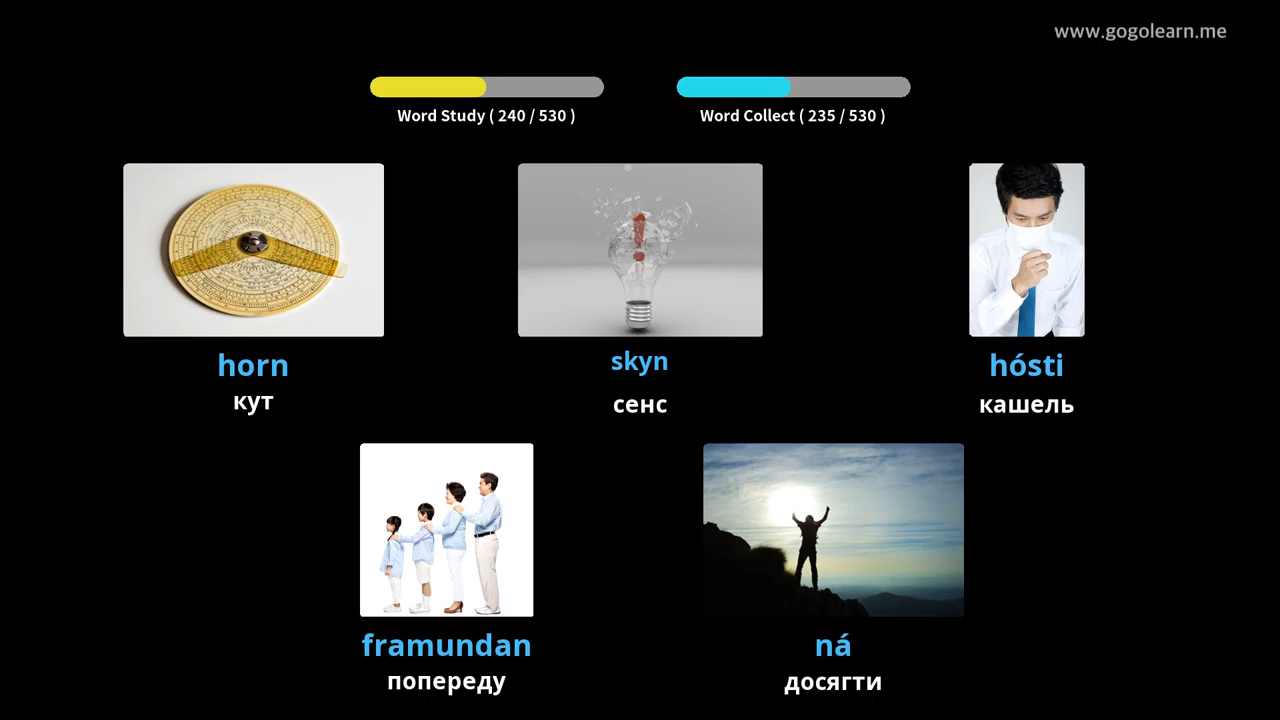 www.gogolearn.me
Word Study ( 240 / 530 )
Word Collect ( 235 / 530 )
horn
кут
skyn
сенс
hósti
кашель
framundan
попереду
ná
досягти